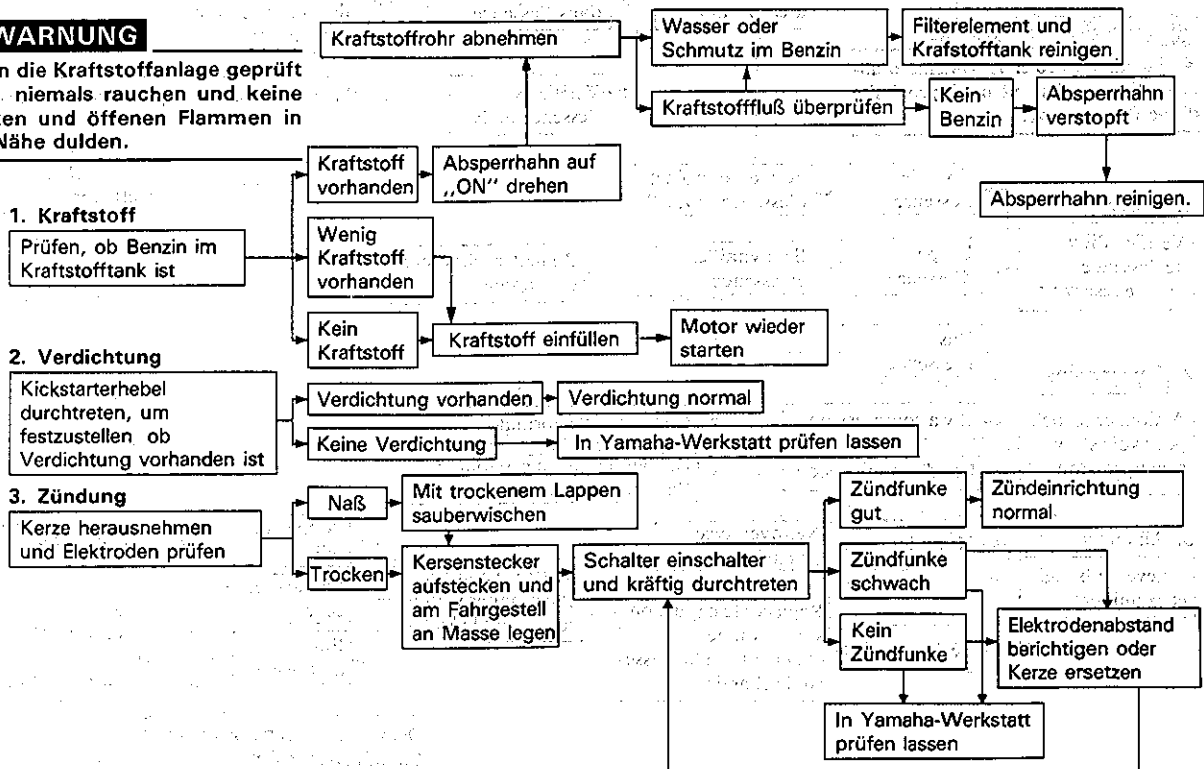 WARNUNG
n die Kraftstoffanlage geprüft
niemals rauchen und keine
ken und öffenen Flammen in
Nähe dulden.
Kraftstoffrohr abnehmen
Wasser oder
Schmutz im Benzin
Filterelement und
Krafstofftank reinigen
Kraftstofffluß überprüfen
Kein
Benzin
Absperrhahn
verstopft
Absperrhahn reinigen.
1. Kraftstoff
Prüfen, ob Benzin im
Kraftstofftank ist
Kraftstoff
vorhanden
Absperrhahn auf
,,ON" drehen
Wenig
Kraftstoff
vorhanden
Kein
Kraftstoff
Kraftstoff einfüllen
Motor wieder
starten
2. Verdichtung
Kickstarterhebel
durchtreten, um
festzustellen ob
Verdichtung vorhanden ist
Verdichtung vorhanden
Verdichtung normal
Keine Verdichtung
In Yamaha-Werkstatt prüfen lassen
3. Zündung
Kerze herausnehmen
und Elektroden prüfen
Naß
Mit trockenem Lappen
sauberwischen
Trocken
Kersenstecker
aufstecken und
am Fahrgestell
an Masse legen
Schalter einschalter
und kräftig durchtreten
Zündfunke
gut
Zündeinrichtung
normal
Zündfunke
schwach
Kein
Zündfunke
Elektrodenabstand
berichtigen oder
Kerze ersetzen
In Yamaha-Werkstatt
prüfen lassen